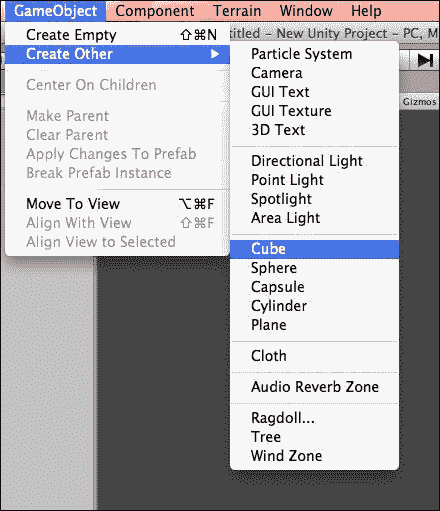 GameObject Component Terrain Window Help
Create Empty ⇧⌘N
Create Other ▶
Center On Children
Make Parent
Clear Parent
Apply Changes To Prefab
Break Prefab Instance
Move To View ⌥⌘F
Align With View ⇧⌘F
Align View to Selected
titled - New Unity Project - PC, M
Gizmos
Particle System
Camera
GUI Text
GUI Texture
3D Text
Directional Light
Point Light
Spotlight
Area Light
Cube
Sphere
Capsule
Cylinder
Plane
Cloth
Audio Reverb Zone
Ragdoll...
Tree
Wind Zone